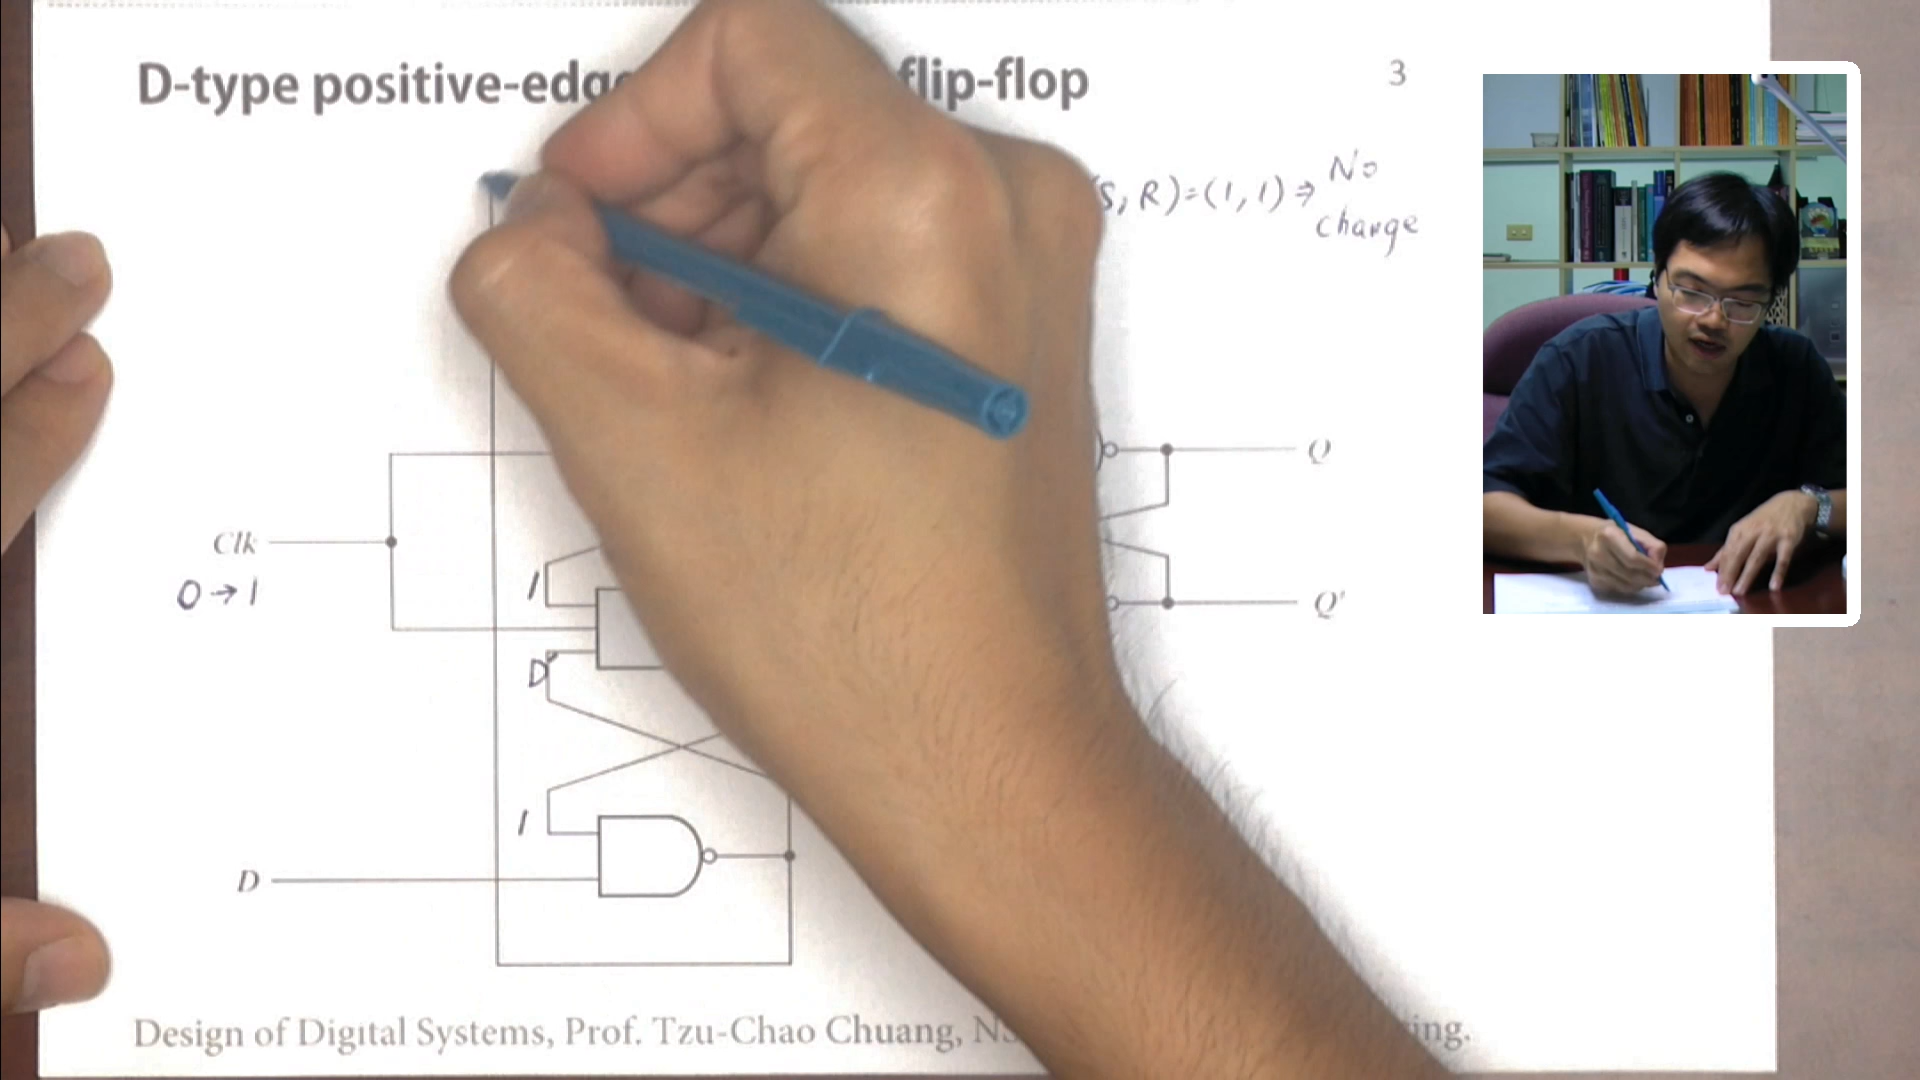 D-type positive-edg flip-flop
3
S, R)=(1, 1) ⇒ No
change
Q
Clk
0 → 1
1
Q'
D'
1
D
Design of Digital Systems, Prof. Tzu-Chao Chuang, NS ing.